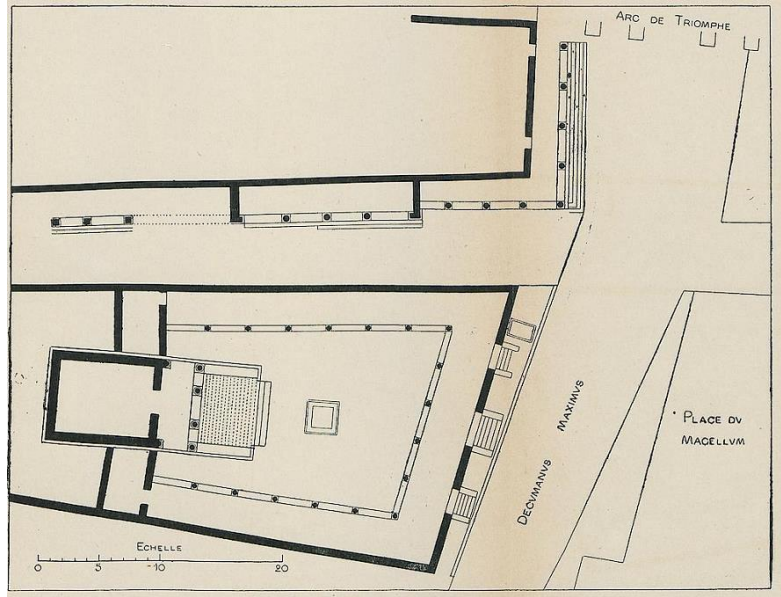 ARC DE TRIOMPHE
PLACE DV
MACELLVM
DECVMANVS MAXIMVS
ECHELLE
0 5 10 20